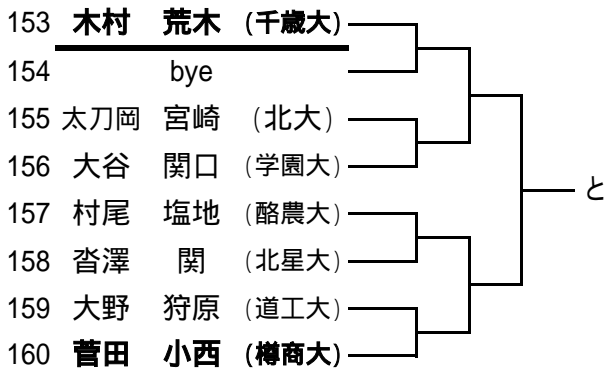 153 木村 荒木 (千歳大)
154 bye
155 太刀岡 宮崎 (北大)
156 大谷 関口 (学園大)
157 村尾 塩地 (酪農大)
158 沓澤 関 (北星大)
159 大野 狩原 (道工大)
160 菅田 小西 (樽商大)
と